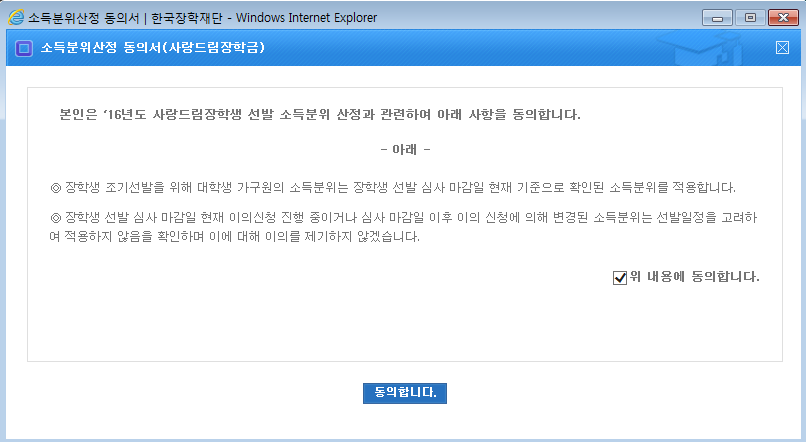 소득분위산정 동의서 | 한국장학재단 - Windows Internet Explorer
소득분위산정 동의서(사랑드림장학금)
본인은 ‘16년도 사랑드림장학생 선발 소득분위 산정과 관련하여 아래 사항을 동의합니다.
- 아래 -
◎ 장학생 조기선발을 위해 대학생 가구원의 소득분위는 장학생 선발 심사 마감일 현재 기준으로 확인된 소득분위를 적용합니다.
◎ 장학생 선발 심사 마감일 현재 이의신청 진행 중이거나 심사 마감일 이후 이의 신청에 의해 변경된 소득분위는 선발일정을 고려하
여 적용하지 않음을 확인하며 이에 대해 이의를 제기하지 않겠습니다.
위 내용에 동의합니다.
동의합니다.